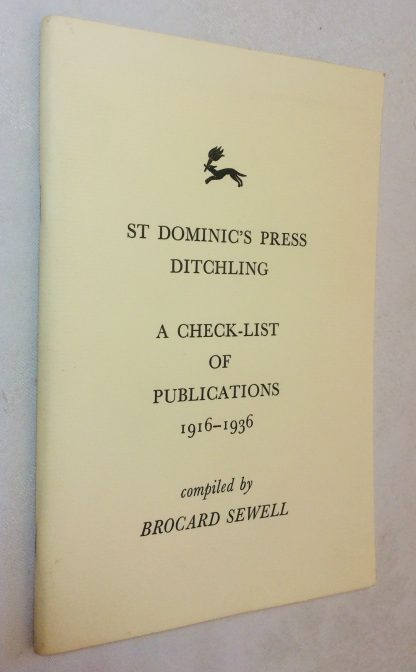 ST DOMINIC'S PRESS
DITCHLING
A CHECK-LIST
OF
PUBLICATIONS
1916–1936
compiled by
BROCARD SEWELL